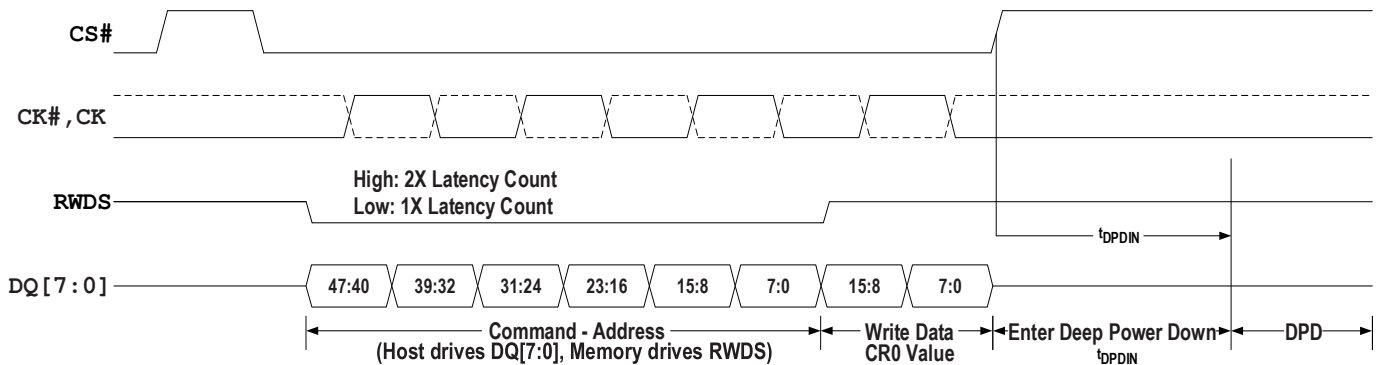 CS#
CK#,CK
High: 2X Latency Count
Low: 1X Latency Count
RWDS
tDPDIN
DQ[7:0]
47:40 39:32 31:24 23:16 15:8 7:0 15:8 7:0
Command - Address
(Host drives DQ[7:0], Memory drives RWDS)
Write Data
CR0 Value
Enter Deep Power Down
tDPDIN
DPD